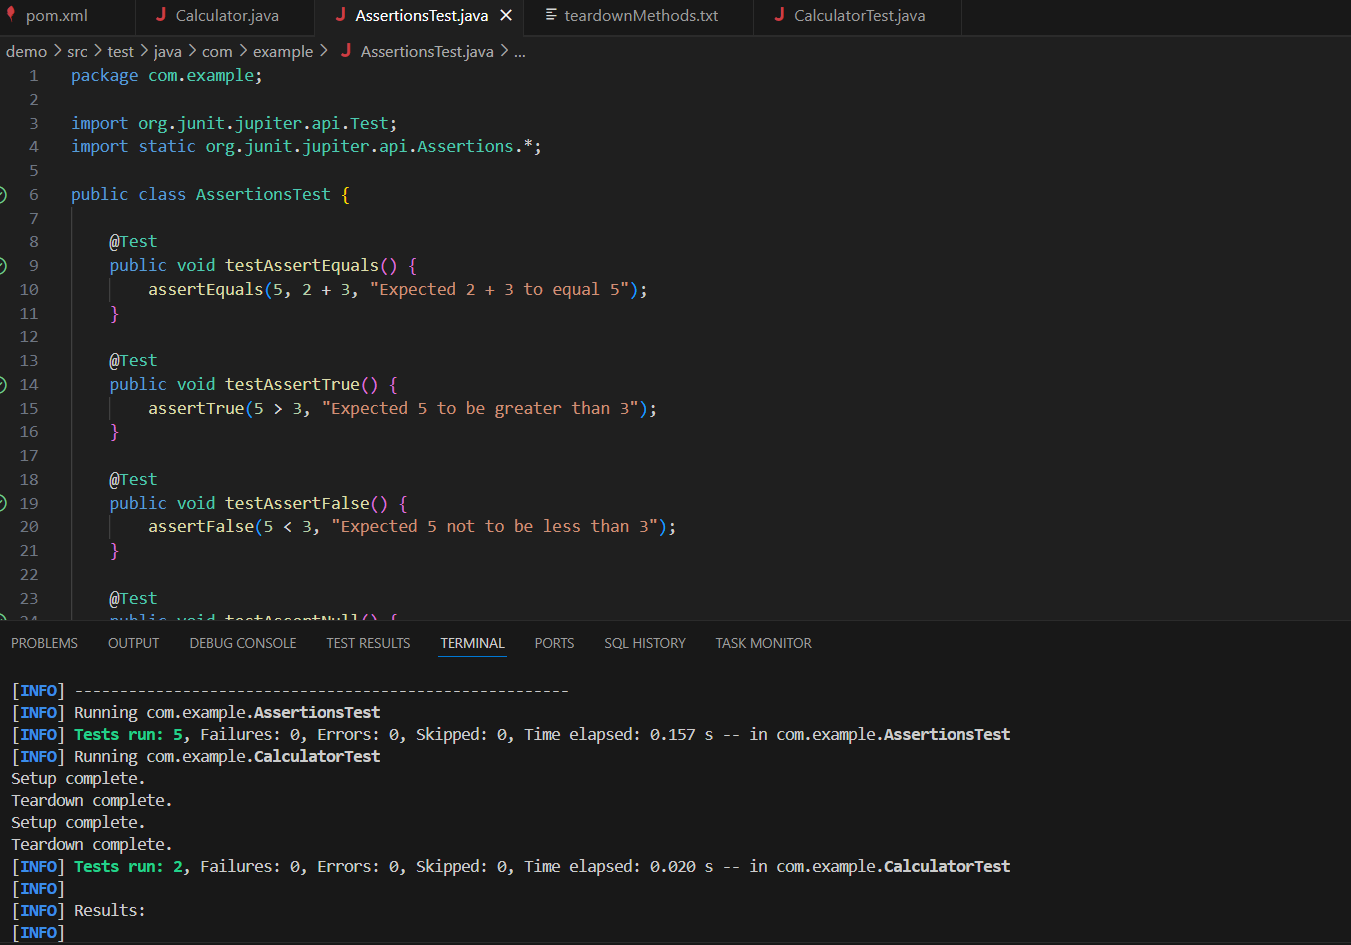 pom.xml
Calculator.java
AssertionsTest.java
teardownMethods.txt
CalculatorTest.java
demo > src > test > java > com > example > AssertionsTest.java > ...
1 package com.example;
2
3 import org.junit.jupiter.api.Test;
4 import static org.junit.jupiter.api.Assertions.*;
5
6 public class AssertionsTest {
7
8 @Test
9 public void testAssertEquals() {
10 assertEquals(5, 2 + 3, "Expected 2 + 3 to equal 5");
11 }
12
13 @Test
14 public void testAssertTrue() {
15 assertTrue(5 > 3, "Expected 5 to be greater than 3");
16 }
17
18 @Test
19 public void testAssertFalse() {
20 assertFalse(5 < 3, "Expected 5 not to be less than 3");
21 }
22
23 @Test
24 public void testAssertNull() {
PROBLEMS OUTPUT DEBUG CONSOLE TEST RESULTS TERMINAL PORTS SQL HISTORY TASK MONITOR
[INFO] -------------------------------------------------------
[INFO] Running com.example.AssertionsTest
[INFO] Tests run: 5, Failures: 0, Errors: 0, Skipped: 0, Time elapsed: 0.157 s -- in com.example.AssertionsTest
[INFO] Running com.example.CalculatorTest
Setup complete.
Teardown complete.
Setup complete.
Teardown complete.
[INFO] Tests run: 2, Failures: 0, Errors: 0, Skipped: 0, Time elapsed: 0.020 s -- in com.example.CalculatorTest
[INFO]
[INFO] Results:
[INFO]